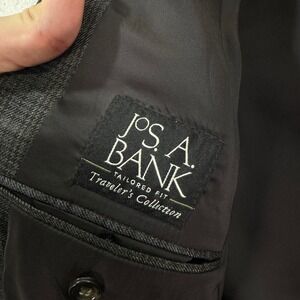 JOS. A.
BANK
TAILORED FIT
Traveler's Collection